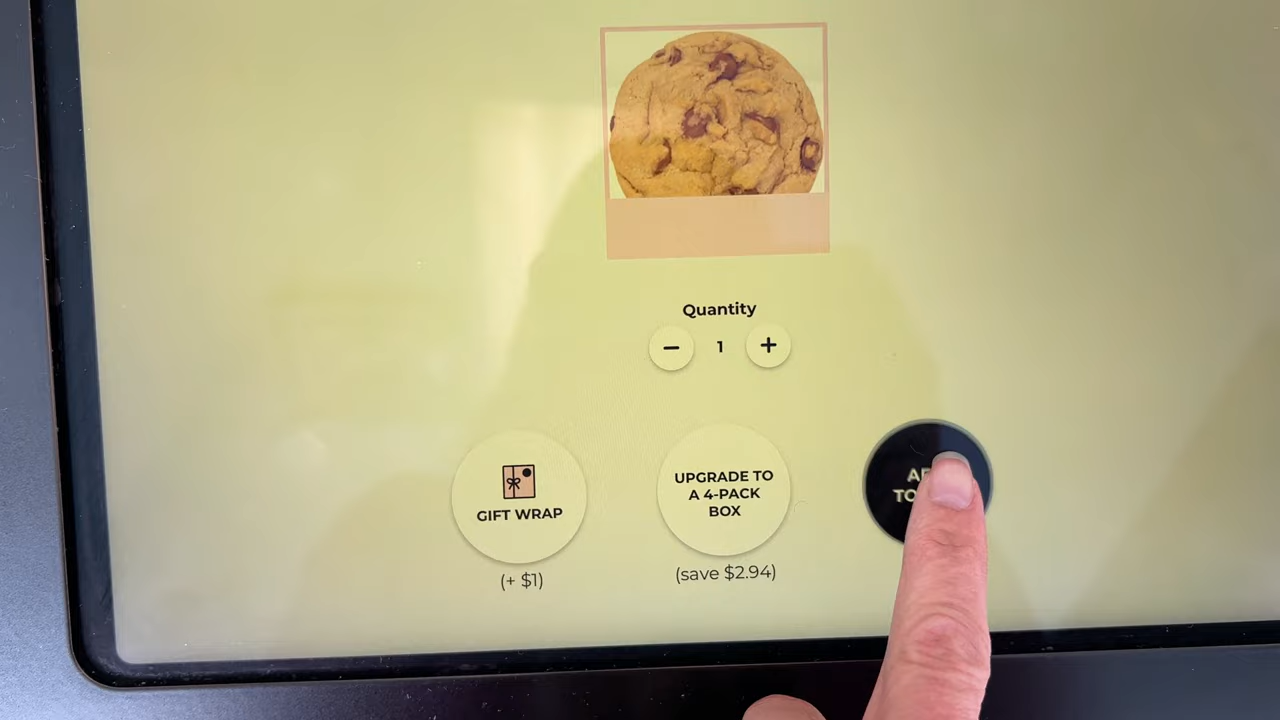 Quantity
− 1 +
GIFT WRAP
(+ $1)
UPGRADE TO
A 4-PACK
BOX
(save $2.94)